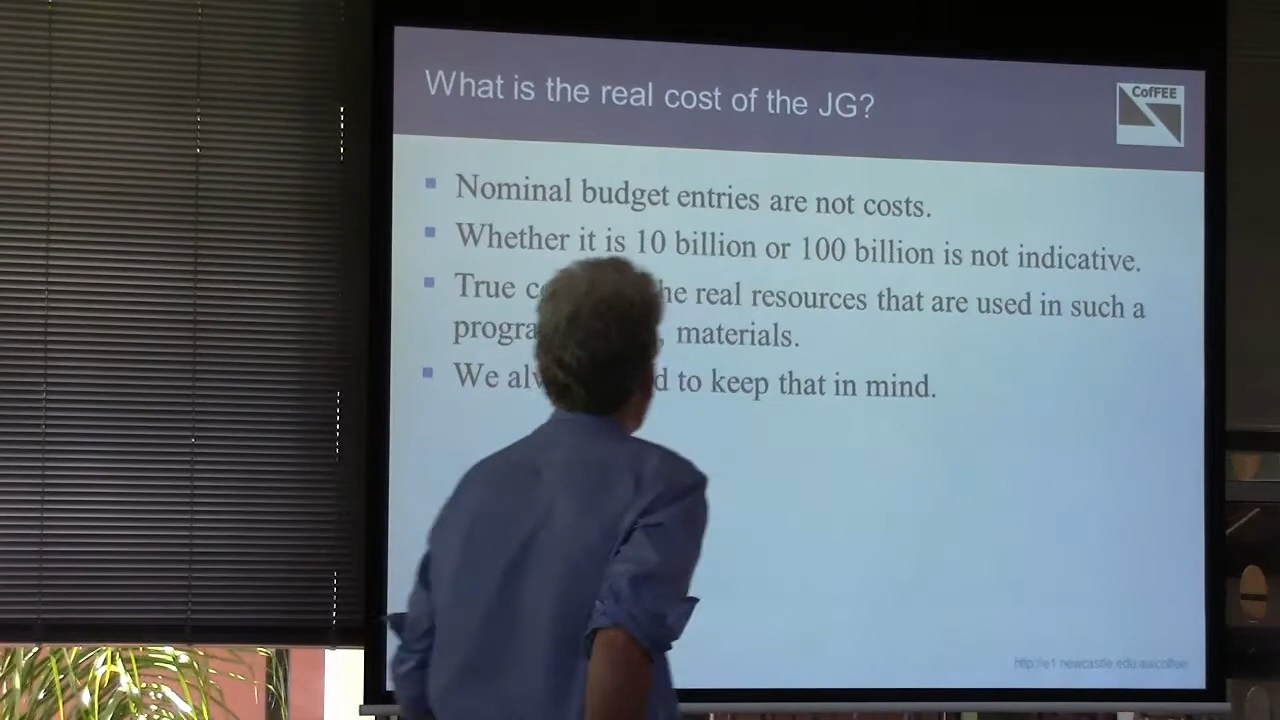 What is the real cost of the JG?
CofFEE
Nominal budget entries are not costs.
Whether it is 10 billion or 100 billion is not indicative.
True he real resources that are used in such a
materials.
We d to keep that in mind.